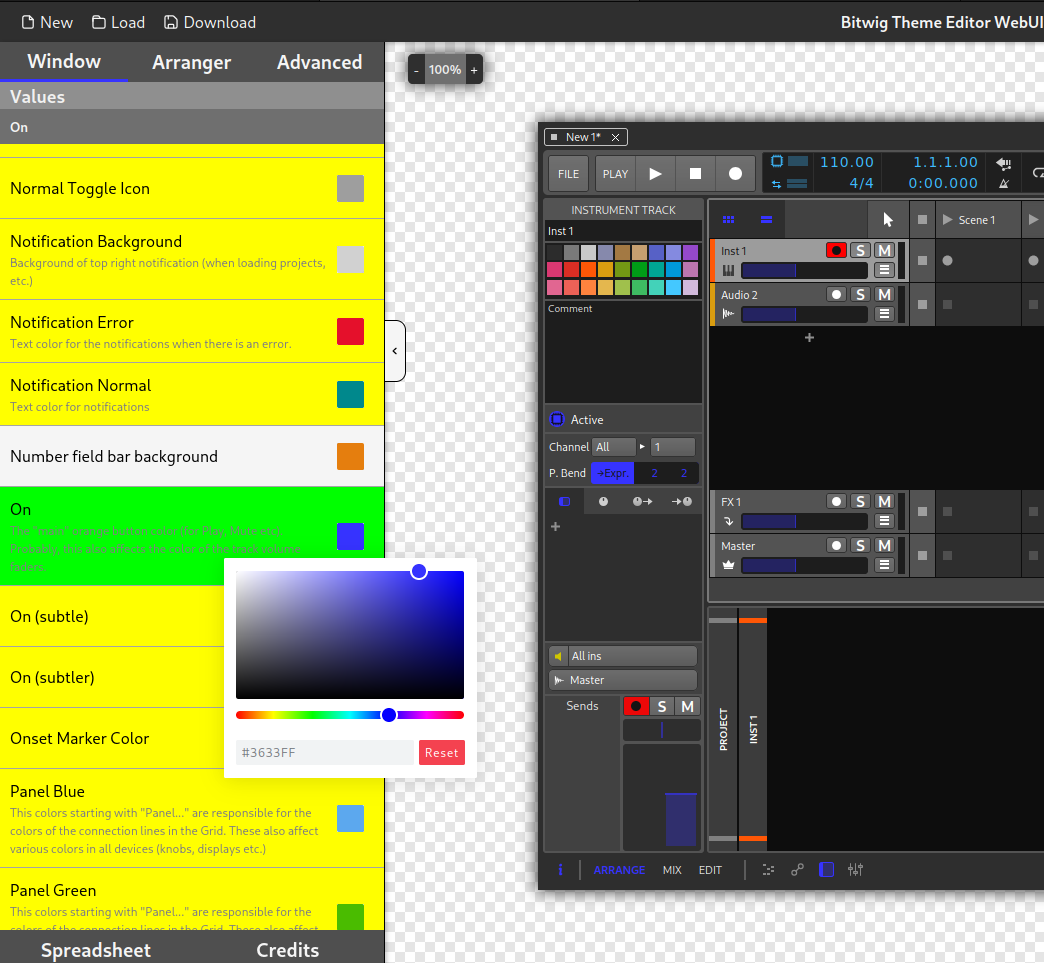 New Load Download
Bitwig Theme Editor WebUI
Window Arranger Advanced
Values
On
Normal Toggle Icon
Notification Background
Background of top right notification (when loading projects,
etc.)
Notification Error
Text color for the notifications when there is an error.
Notification Normal
Text color for notifications
Number field bar background
On
The "main" orange button color (for Play, Mute etc).
Probably, this also affects the color of the track volume
faders.
On (subtle)
On (subtler)
Onset Marker Color
Panel Blue
This colors starting with "Panel..." are responsible for the
colors of the connection lines in the Grid. These also affect
various colors in all devices (knobs, displays etc.)
Panel Green
This colors starting with "Panel..." are responsible for the
colors of the connection lines in the Grid. These also affect
Spreadsheet Credits
#3633FF
Reset
- 100% +
New 1*
FILE
PLAY
110.00
4/4
1.1.1.00
0:00.000
INSTRUMENT TRACK
Inst 1
Comment
Active
Channel All 1
P. Bend →Expr. 2 2
All ins
Master
Sends
S M
Scene 1
Inst 1
S M
Audio 2
S M
+
FX 1
S M
Master
S M
PROJECT
INST 1
i ARRANGE MIX EDIT